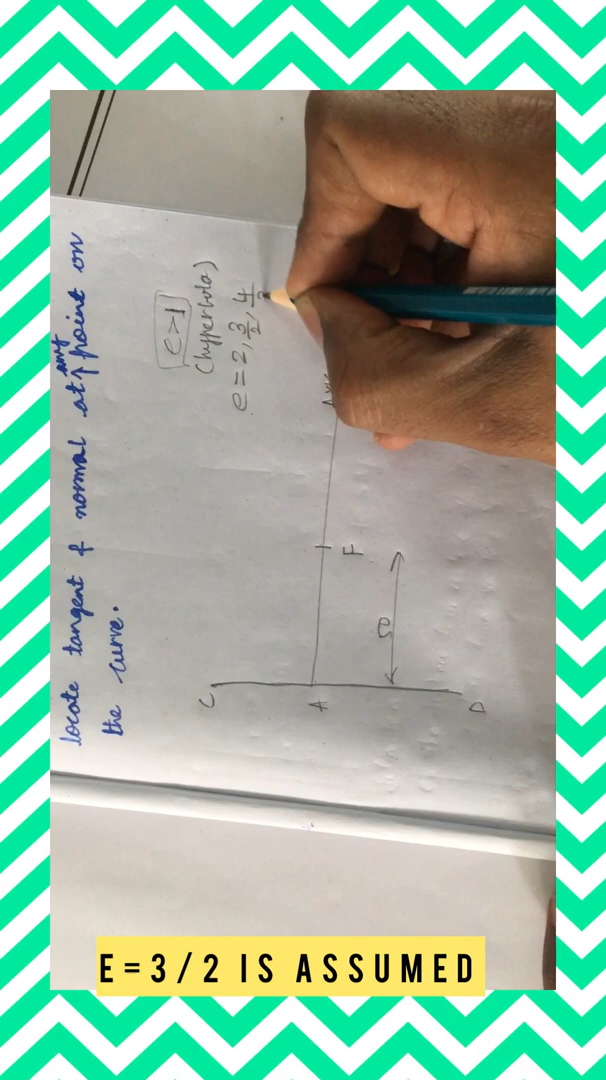 locate tangent & normal at any ↑ point on
the curve.
e>1
(hyperbola)
e = 2, 3/2, 4/
C
A
D
F
50
E=3/2 IS ASSUMED